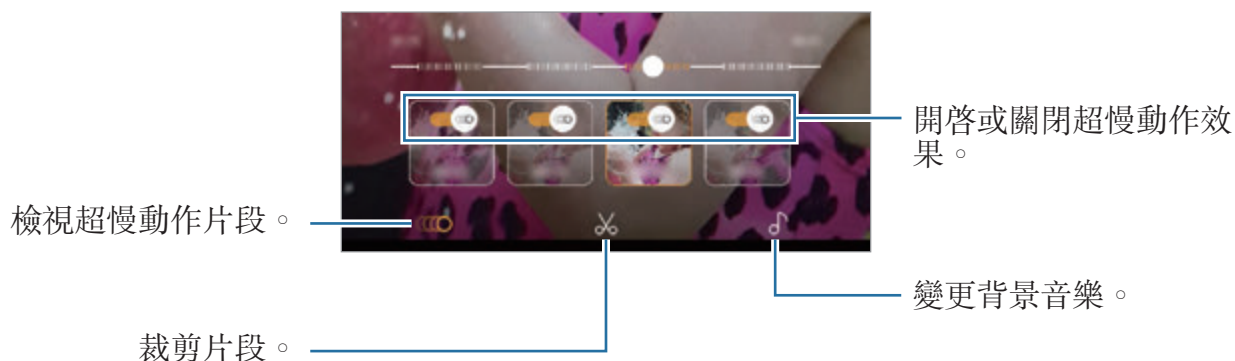 開啓或關閉超慢動作效
果。
檢視超慢動作片段。
變更背景音樂。
裁剪片段。